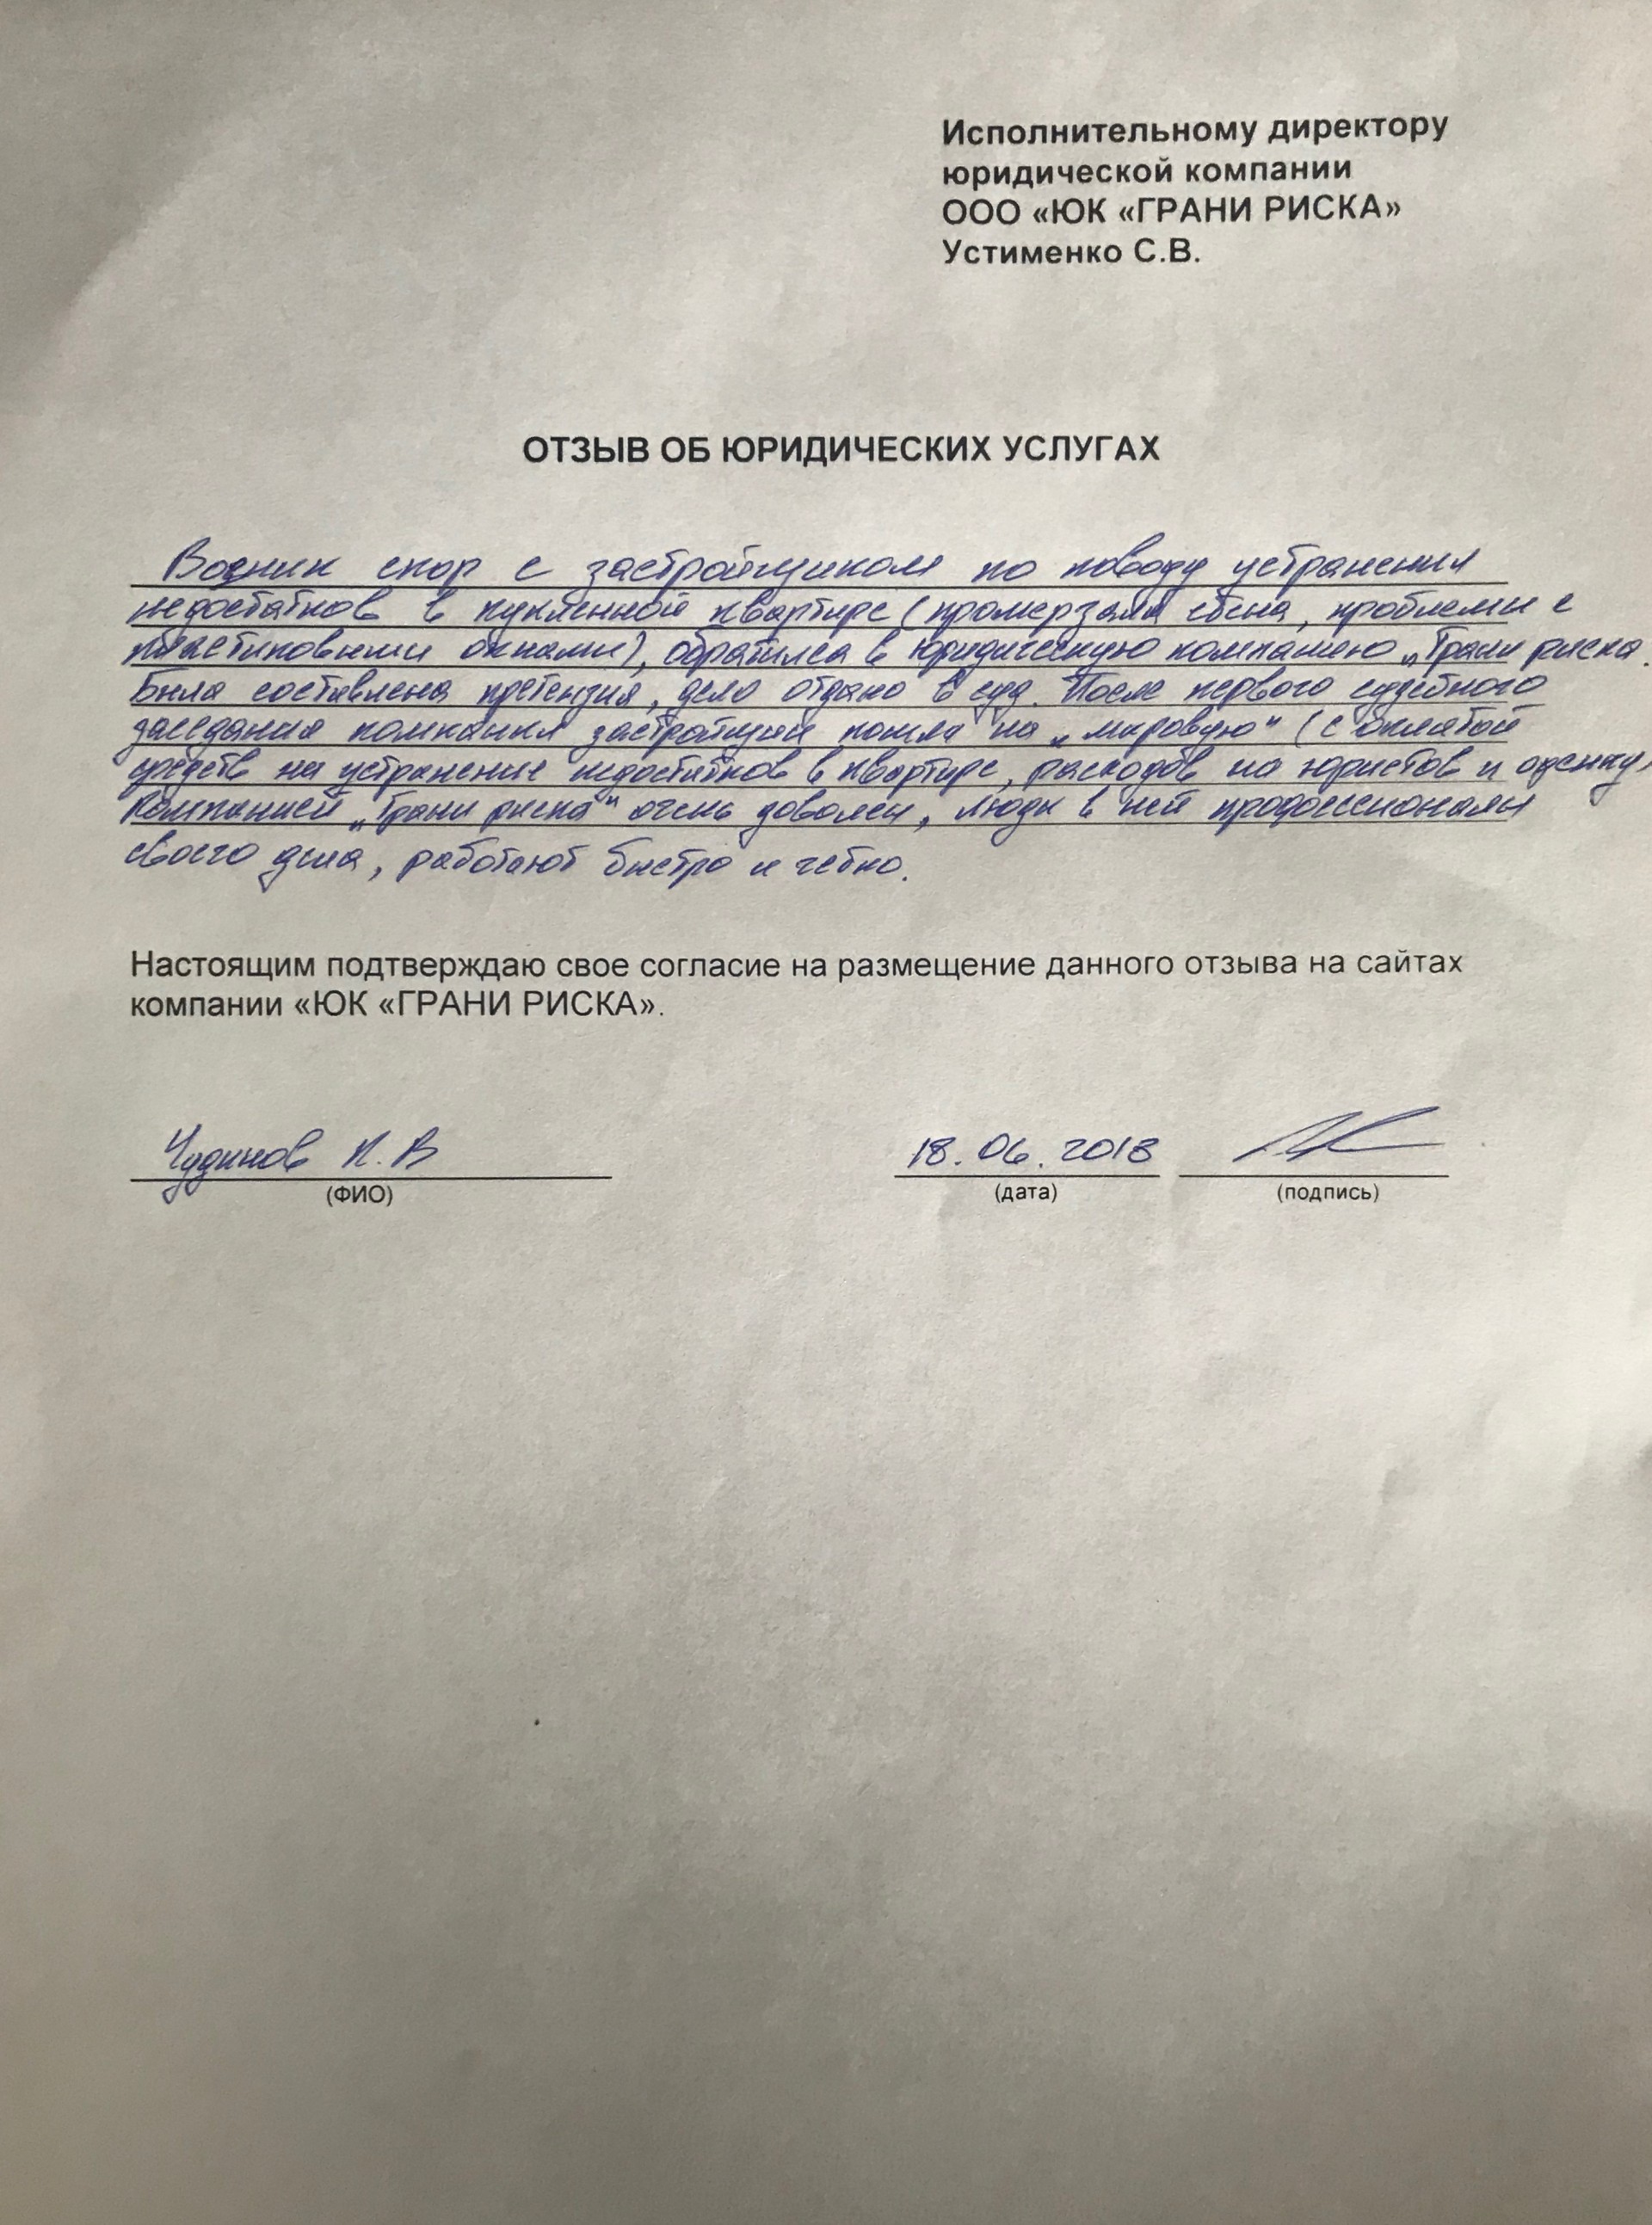 Исполнительному директору
юридической компании
ООО «ЮК «ГРАНИ РИСКА»
Устименко С.В.
ОТЗЫВ ОБ ЮРИДИЧЕСКИХ УСЛУГАХ
Возник спор с застройщиком по поводу устранения
недостатков в купленной квартире (промерзала стена, проблемы с
пластиковыми окнами), обратился в юридическую компанию „Грани риска.
Была составлена претензия, дело отдано в суд. После первого судебного
заседания компания застройщик пошла на „мировую“ (с оплатой
средств на устранение недостатков в квартире, расходов на юристов и оценку)
Компанией „Грани риска“ очень доволен, люди в ней профессионалы
своего дела, работают быстро и четко.
Настоящим подтверждаю свое согласие на размещение данного отзыва на сайтах
компании «ЮК «ГРАНИ РИСКА».
Чудинов К.В 18.06.2018
(ФИО) (дата) (подпись)